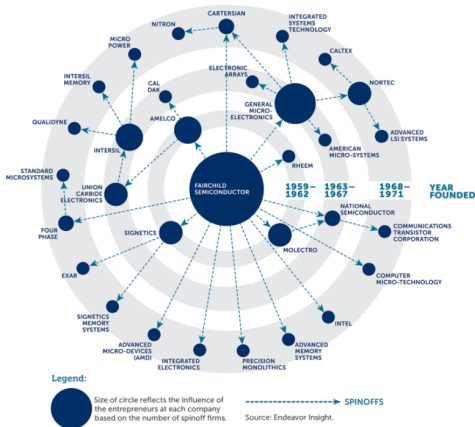 CARTERSIAN
NITRON
INTEGRATED
SYSTEMS
TECHNOLOGY
MICRO
POWER
CALTEX
ELECTRONIC
ARRAYS
INTERSIL
MEMORY
CAL
DAK
NORTEC
GENERAL
MICRO-
ELECTRONICS
AMELCO
QUALIDYNE
ADVANCED
LSI SYSTEMS
INTERSIL
AMERICAN
MICRO-SYSTEMS
RHEEM
STANDARD
MICROSYSTEMS
UNION
CARBIDE
ELECTRONICS
FAIRCHILD
SEMICONDUCTOR
1959–
1962
1963–
1967
1968–
1971
YEAR
FOUNDED
NATIONAL
SEMICONDUCTOR
FOUR
PHASE
SIGNETICS
MOLECTRO
COMMUNICATIONS
TRANSISTOR
CORPORATION
EXAR
COMPUTER
MICRO-TECHNOLOGY
SIGNETICS
MEMORY
SYSTEMS
INTEL
ADVANCED
MICRO-DEVICES
(AMD)
INTEGRATED
ELECTRONICS
PRECISION
MONOLITHICS
ADVANCED
MEMORY
SYSTEMS
Legend:
Size of circle reflects the influence of
the entrepreneurs at each company
based on the number of spinoff firms.
SPINOFFS
Source: Endeavor Insight.